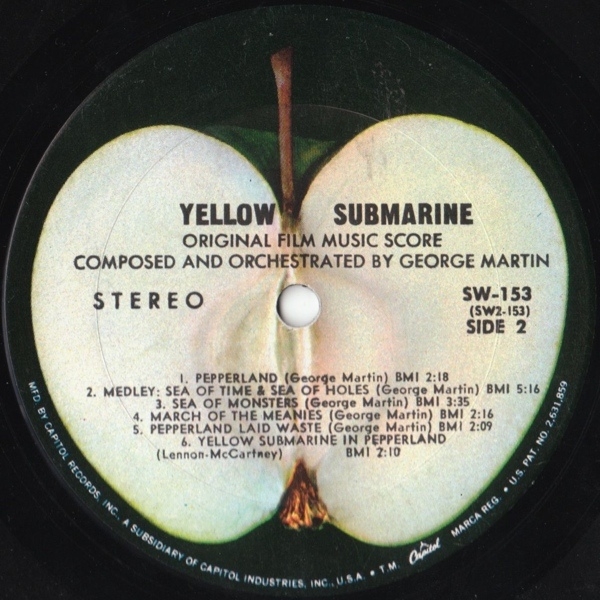 YELLOW SUBMARINE
ORIGINAL FILM MUSIC SCORE
COMPOSED AND ORCHESTRATED BY GEORGE MARTIN
STEREO
SW-153
(SW2-153)
SIDE 2
1. PEPPERLAND (George Martin) BMI 2:18
2. MEDLEY: SEA OF TIME & SEA OF HOLES (George Martin) BMI 5:16
3. SEA OF MONSTERS (George Martin) BMI 3:35
4. MARCH OF THE MEANIES (George Martin) BMI 2:16
5. PEPPERLAND LAID WASTE (George Martin) BMI 2:09
6. YELLOW SUBMARINE IN PEPPERLAND
(Lennon-McCartney) BMI 2:10
MFD. BY CAPITOL RECORDS, INC., A SUBSIDIARY OF CAPITOL INDUSTRIES, INC., U.S.A. • T.M. Capitol MARCA REG. • U.S. PAT. NO. 2,631,859